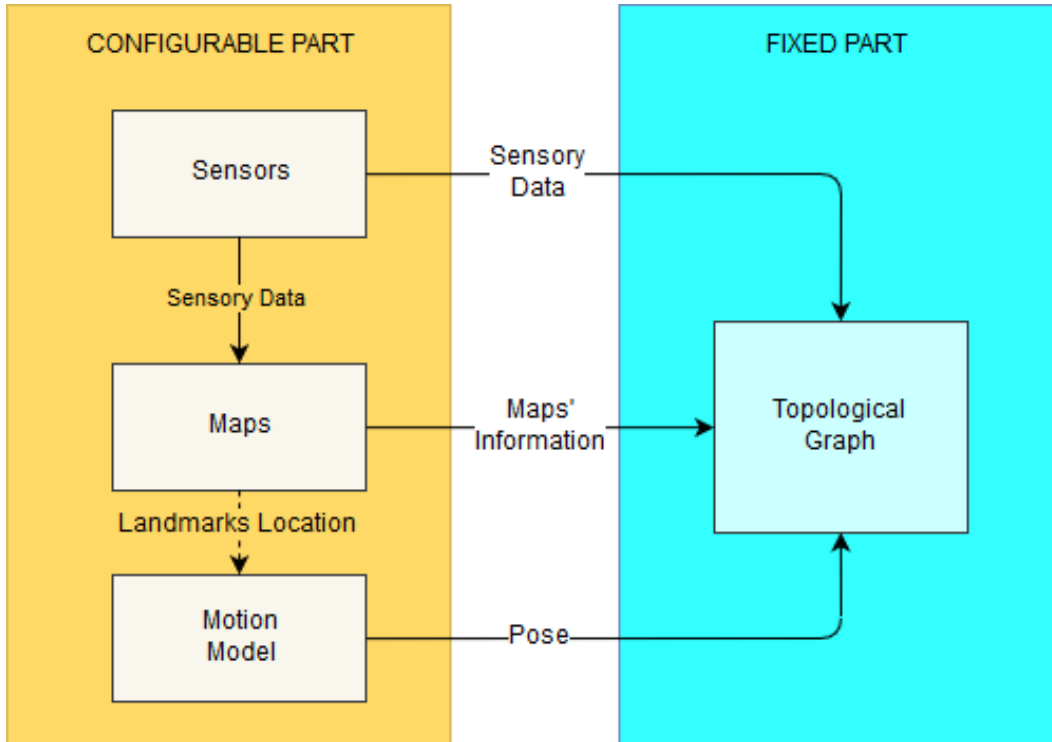 CONFIGURABLE PART
FIXED PART
Sensors
Sensory
Data
Sensory Data
Maps
Maps'
Information
Topological
Graph
Landmarks Location
Motion
Model
Pose